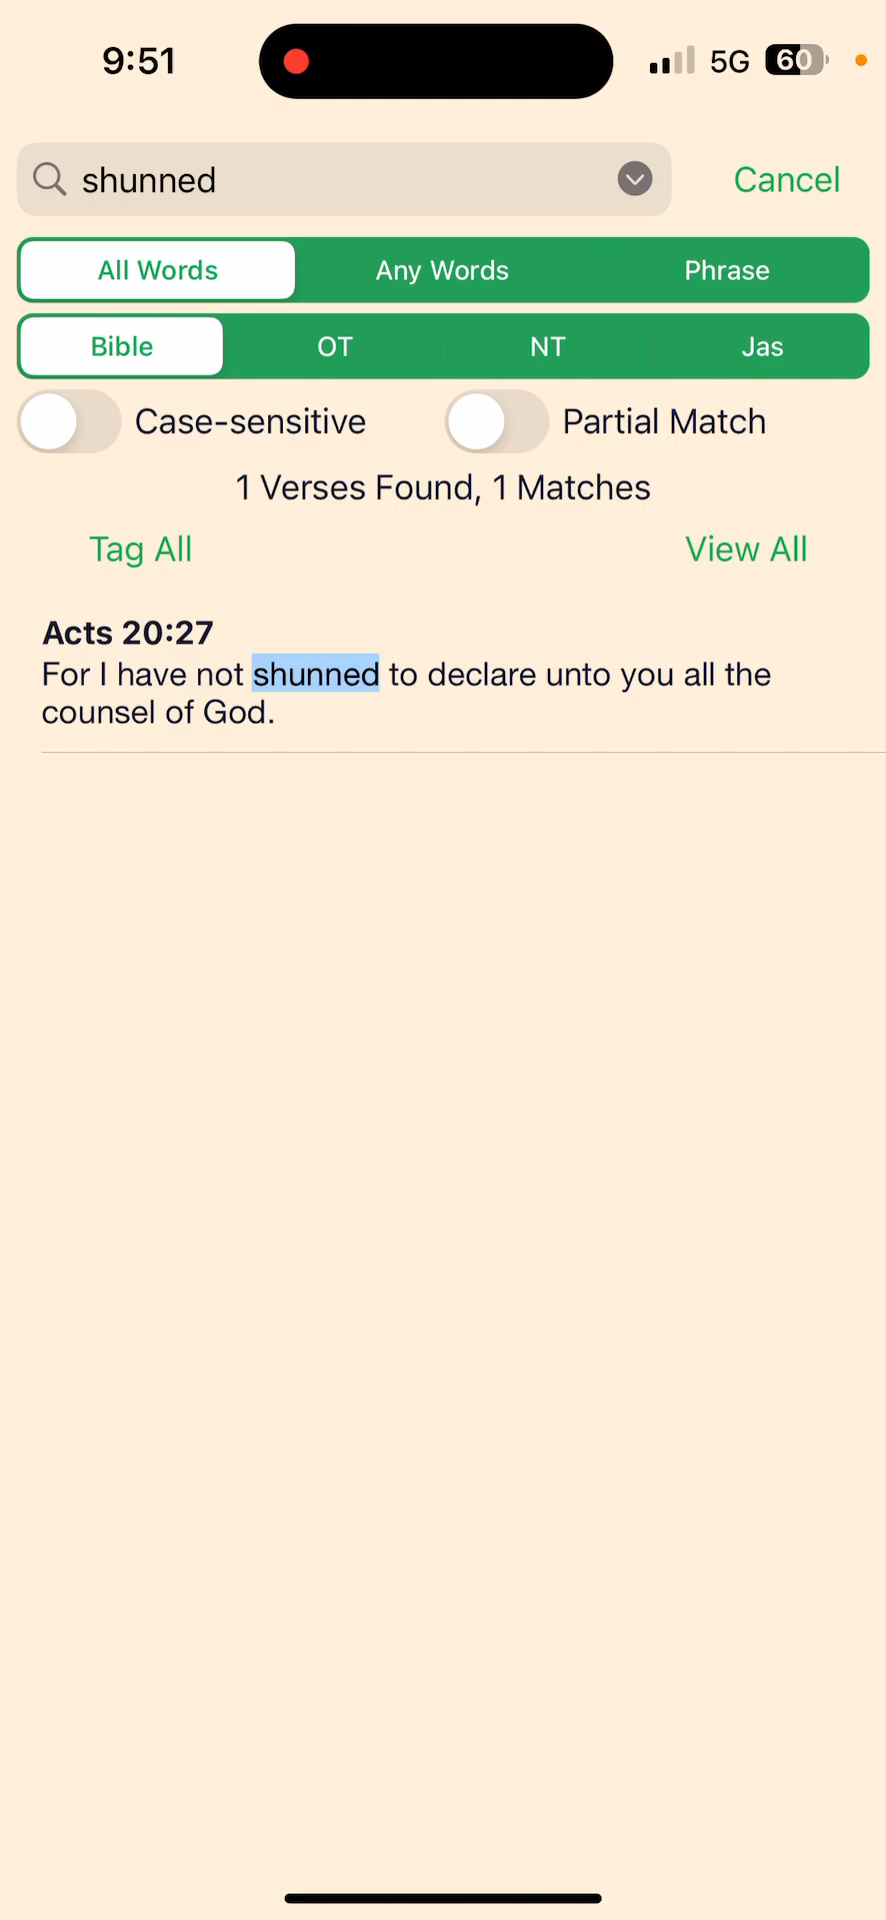 9:51 5G 60
shunned Cancel
All Words Any Words Phrase
Bible OT NT Jas
Case-sensitive Partial Match
1 Verses Found, 1 Matches
Tag All View All
Acts 20:27
For I have not shunned to declare unto you all the
counsel of God.